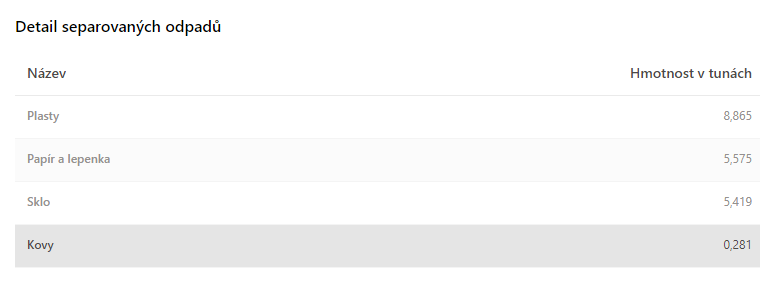 Detail separovaných odpadů
Název Hmotnost v tunách
Plasty 8,865
Papír a lepenka 5,575
Sklo 5,419
Kovy 0,281